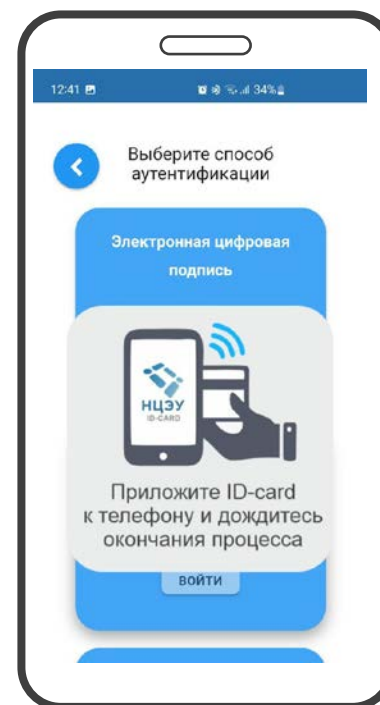 12:41
34%
Выберите способ
аутентификации
Электронная цифровая
подпись
НЦЭУ
ID-CARD
Приложите ID-card
к телефону и дождитесь
окончания процесса
ВОЙТИ